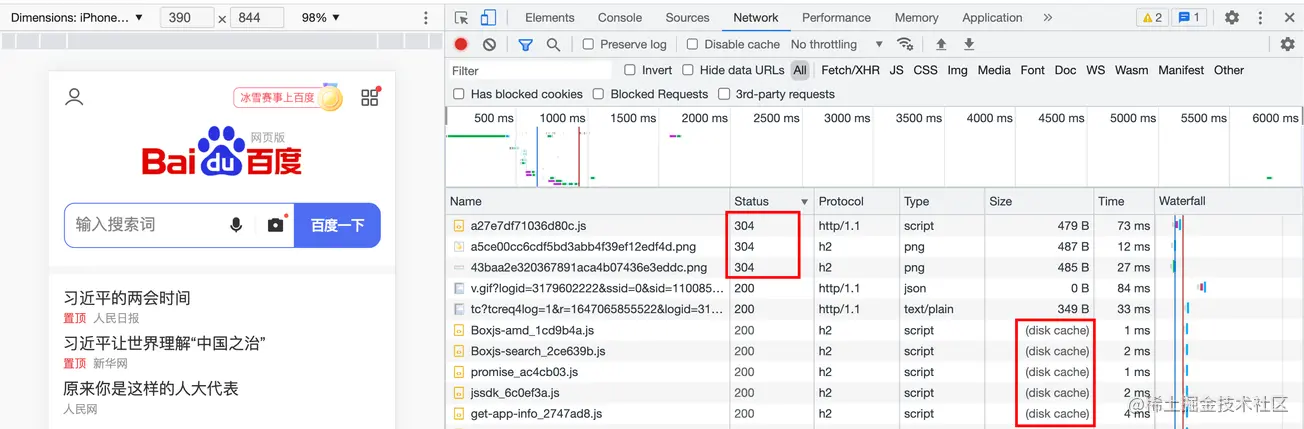 Dimensions: iPhone... ▼ 390 × 844 98% ▼
Elements Console Sources Network Performance Memory Application » 2 1
Preserve log Disable cache No throttling ▼
Filter Invert Hide data URLs All Fetch/XHR JS CSS Img Media Font Doc WS Wasm Manifest Other
Has blocked cookies Blocked Requests 3rd-party requests
500 ms 1000 ms 1500 ms 2000 ms 2500 ms 3000 ms 3500 ms 4000 ms 4500 ms 5000 ms 5500 ms 6000 ms
冰雪赛事上百度
网页版
Bai du 百度
输入搜索词 百度一下
习近平的两会时间
置顶 人民日报
习近平让世界理解“中国之治”
置顶 新华网
原来你是这样的人大代表
人民网
Name Status ▼ Protocol Type Size Time Waterfall
a27e7df71036d80c.js 304 http/1.1 script 479 B 73 ms
a5ce00cc6cdf5bd3abb4f39ef12edf4d.png 304 h2 png 487 B 12 ms
43baa2e320367891aca4b07436e3eddc.png 304 h2 png 485 B 27 ms
v.gif?logid=3179602222&ssid=0&sid=110085... 200 http/1.1 json 0 B 84 ms
tc?tcreq4log=1&r=1647065855522&logid=31... 200 http/1.1 text/plain 349 B 33 ms
Boxjs-amd_1cd9b4a.js 200 h2 script (disk cache) 1 ms
Boxjs-search_2ce639b.js 200 h2 script (disk cache) 2 ms
promise_ac4cb03.js 200 h2 script (disk cache) 1 ms
jssdk_6c0ef3a.js 200 h2 script (disk cache) 2 ms
get-app-info_2747ad8.js 200 h2 script (disk cache) 4 ms
@稀土掘金技术社区